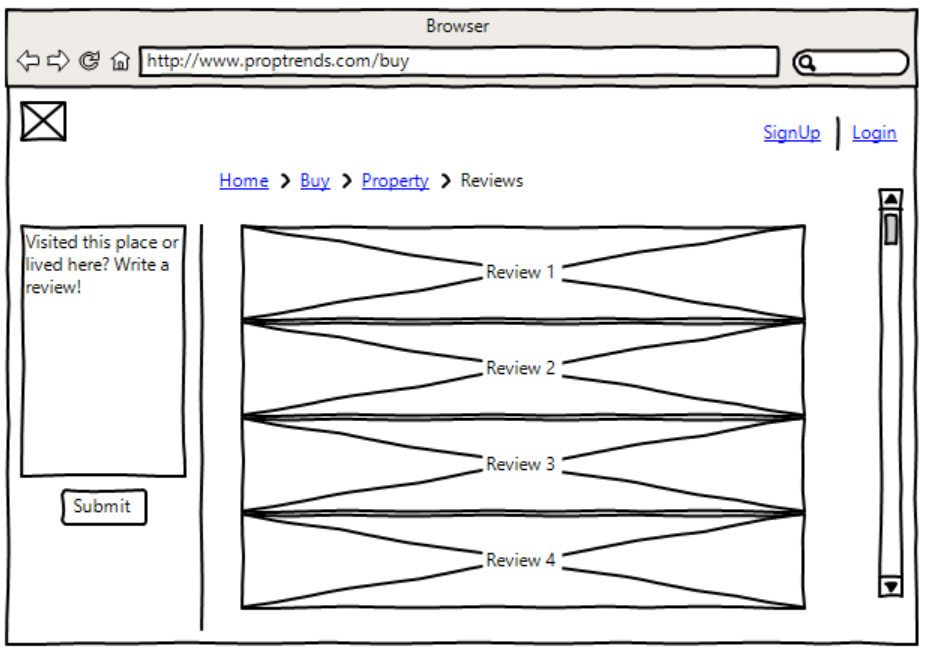 Browser
http://www.proptrends.com/buy
SignUp Login
Home Buy Property Reviews
Visited this place or
lived here? Write a
review!
Submit
Review 1
Review 2
Review 3
Review 4